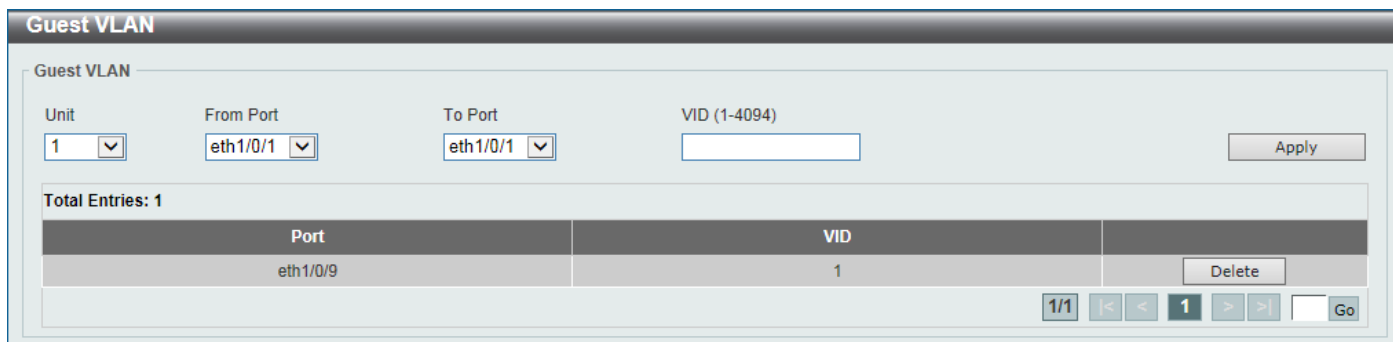 Guest VLAN
Guest VLAN
Unit From Port To Port VID (1-4094)
1 eth1/0/1 eth1/0/1 Apply
Total Entries: 1
Port VID
eth1/0/9 1 Delete
1/1 |< < 1 > >| Go